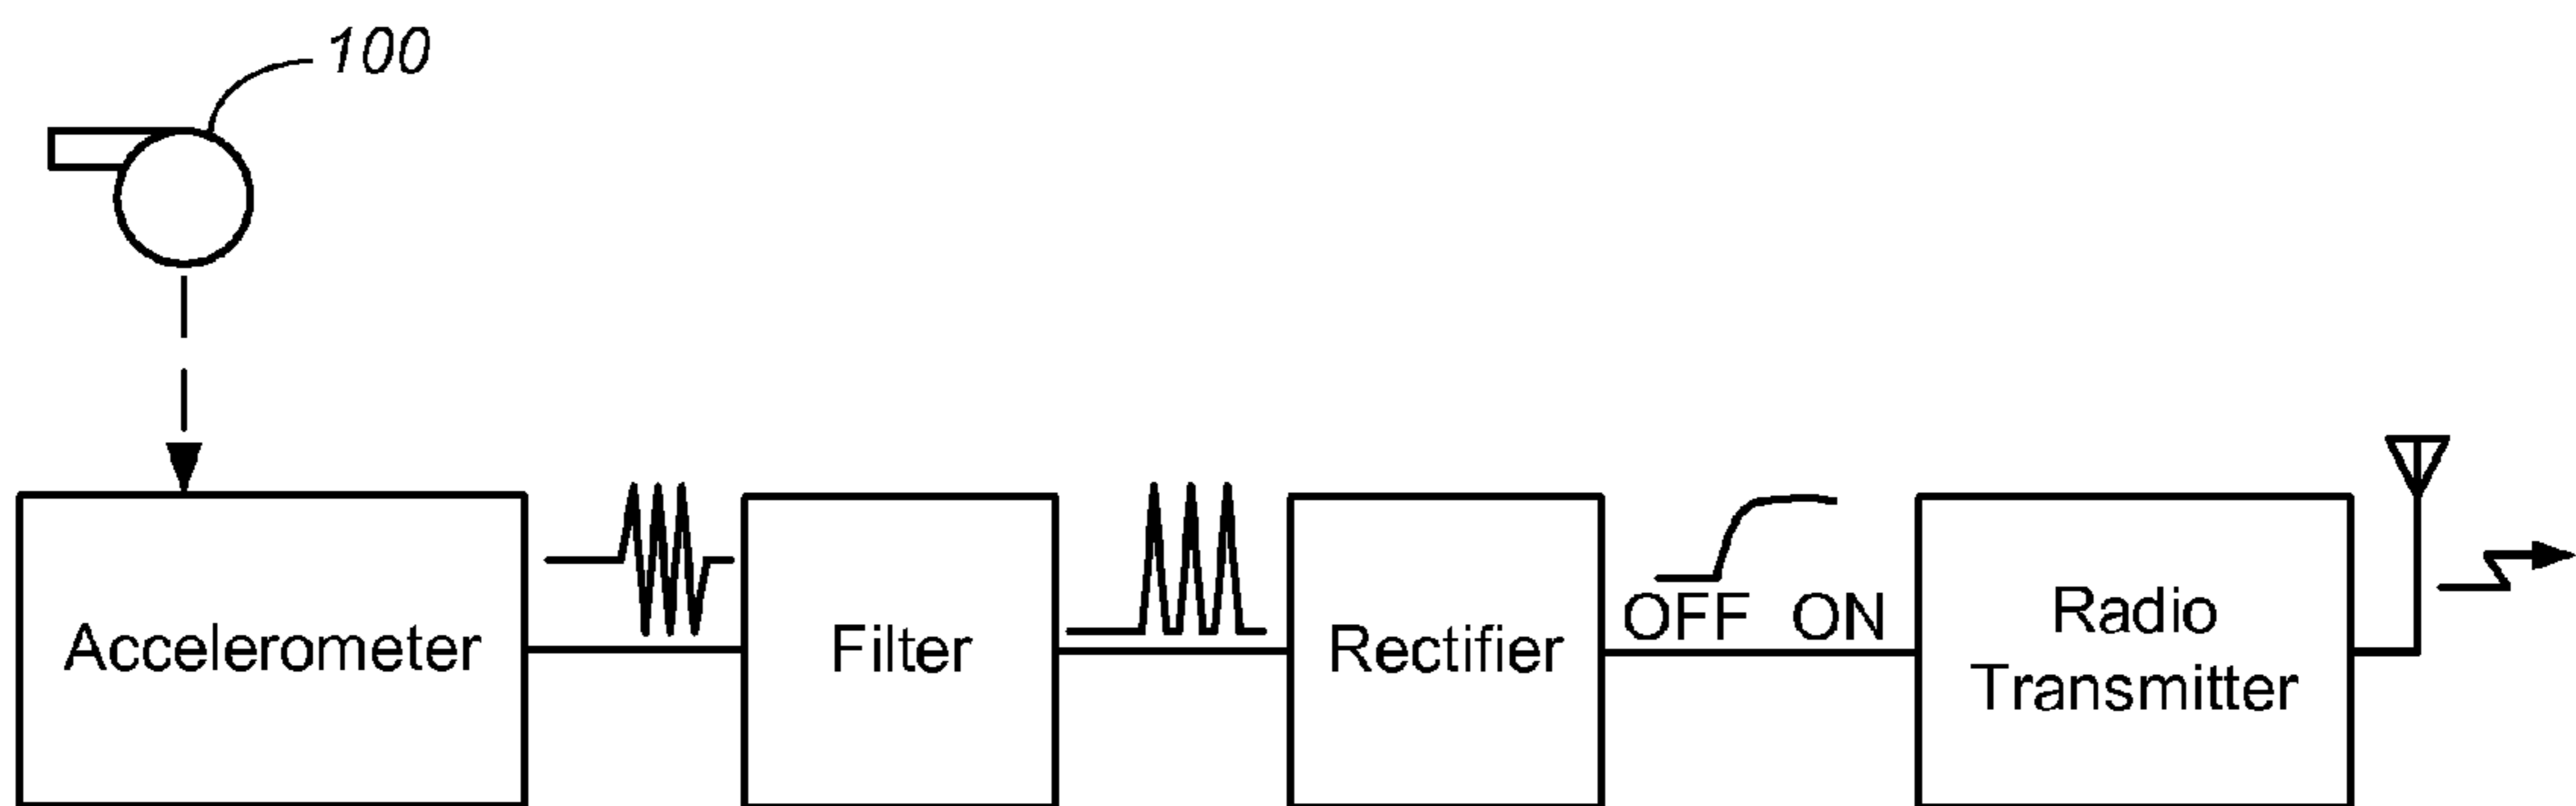 100
Accelerometer
Filter
Rectifier
OFF ON
Radio
Transmitter